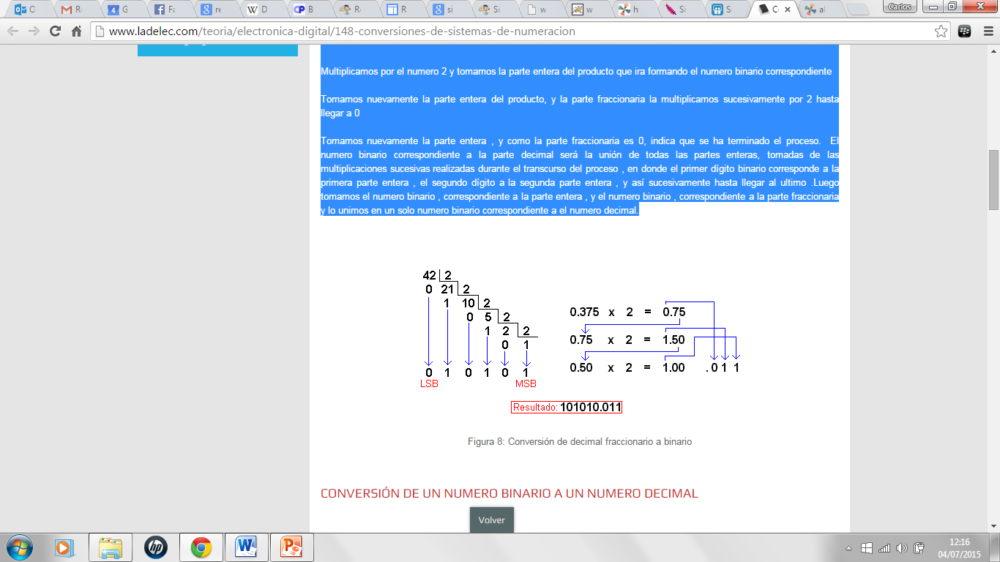 O
R
G
Fa
re
D
B
Re
R
si
Si
w
w
h
Si
S
C
al
Carlos
www.ladelec.com/teoria/electronica-digital/148-conversiones-de-sistemas-de-numeracion
Multiplicamos por el numero 2 y tomamos la parte entera del producto que ira formando el numero binario correspondiente
Tomamos nuevamente la parte entera del producto, y la parte fraccionaria la multiplicamos sucesivamente por 2 hasta
llegar a 0
Tomamos nuevamente la parte entera , y como la parte fraccionaria es 0, indica que se ha terminado el proceso. El
numero binario correspondiente a la parte decimal será la unión de todas las partes enteras, tomadas de las
multiplicaciones sucesivas realizadas durante el transcurso del proceso , en donde el primer dígito binario corresponde a la
primera parte entera , el segundo dígito a la segunda parte entera , y así sucesivamente hasta llegar al ultimo .Luego
tomamos el numero binario , correspondiente a la parte entera , y el numero binario , correspondiente a la parte fraccionaria
y lo unimos en un solo numero binario correspondiente a el numero decimal.
42 2
0 21 2
1 10 2
0 5 2
1 2 2
0 1
0 1 0 1 0 1
LSB MSB
0.375 x 2 = 0.75
0.75 x 2 = 1.50
0.50 x 2 = 1.00 . 0 1 1
Resultado: 101010.011
Figura 8: Conversión de decimal fraccionario a binario
CONVERSIÓN DE UN NUMERO BINARIO A UN NUMERO DECIMAL
Volver
12:16
04/07/2015